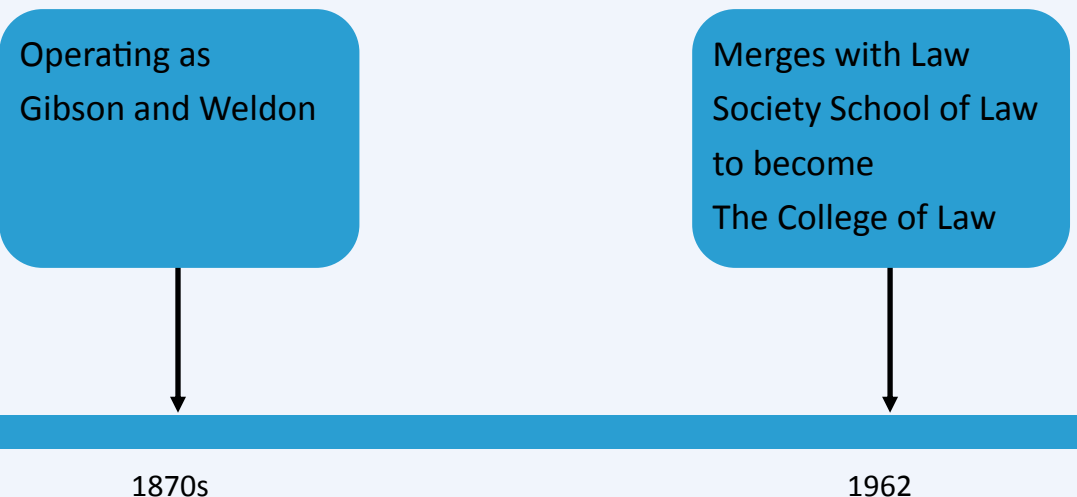 Operating as
Gibson and Weldon
Merges with Law
Society School of Law
to become
The College of Law
1870s
1962